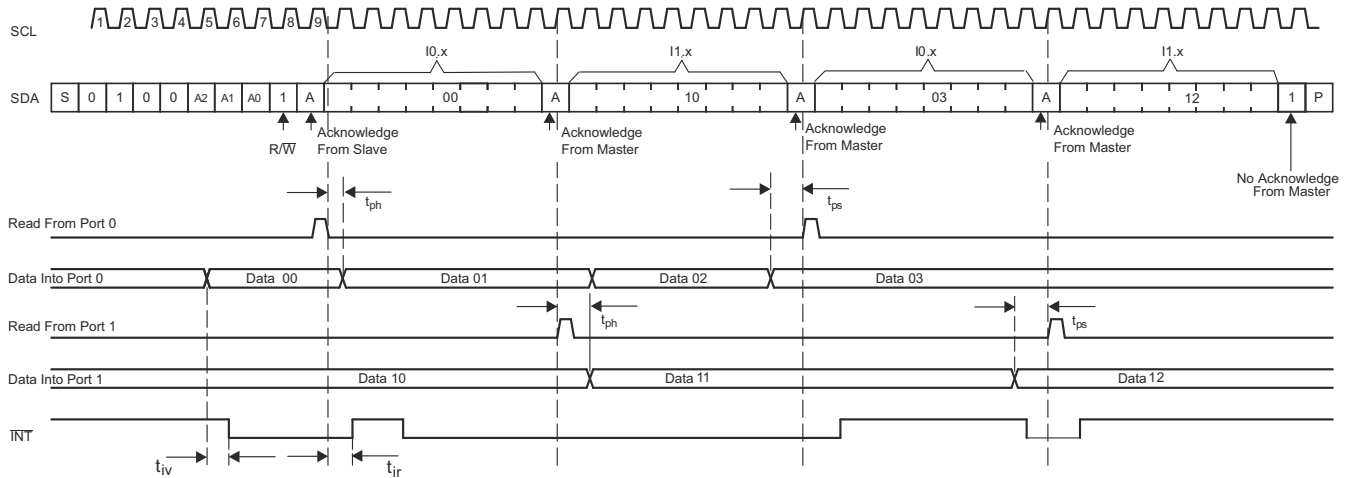 SCL
1 2 3 4 5 6 7 8 9
I0.x I1.x I0.x I1.x
SDA S 0 1 0 0 A2 A1 A0 1 A 00 A 10 A 03 A 12 1 P
R/W
Acknowledge
From Slave
Acknowledge
From Master
Acknowledge
From Master
Acknowledge
From Master
No Acknowledge
From Master
tph
tps
Read From Port 0
Data Into Port 0 Data 00 Data 01 Data 02 Data 03
tph
tps
Read From Port 1
Data Into Port 1 Data 10 Data 11 Data 12
INT
tiv
tir